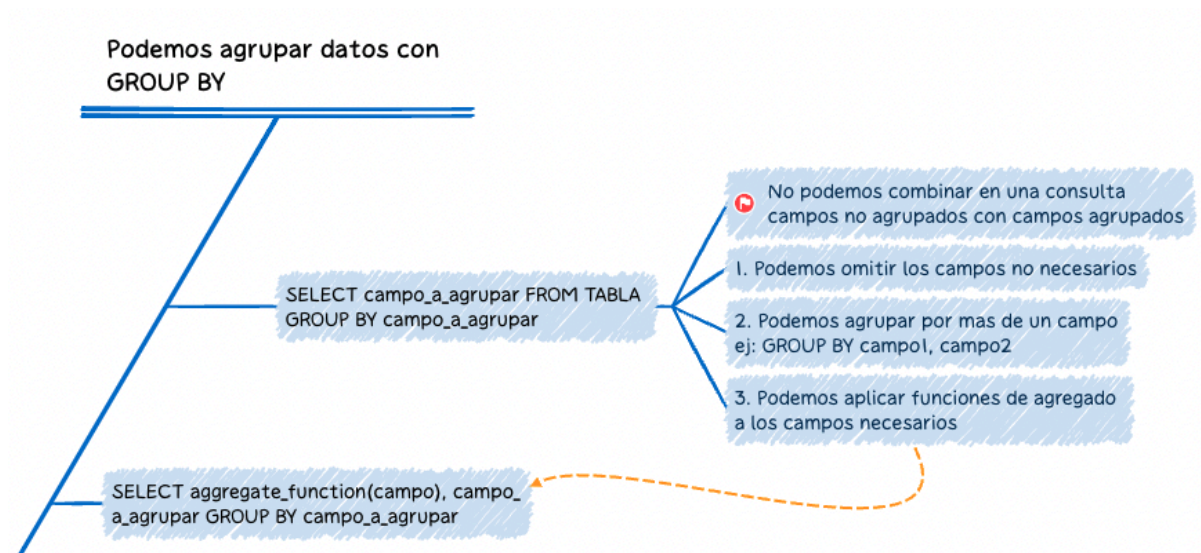 Podemos agrupar datos con
GROUP BY
No podemos combinar en una consulta
campos no agrupados con campos agrupados
1. Podemos omitir los campos no necesarios
SELECT campo_a_agrupar FROM TABLA
GROUP BY campo_a_agrupar
2. Podemos agrupar por mas de un campo
ej: GROUP BY campo1, campo2
3. Podemos aplicar funciones de agregado
a los campos necesarios
SELECT aggregate_function(campo), campo_
a_agrupar GROUP BY campo_a_agrupar